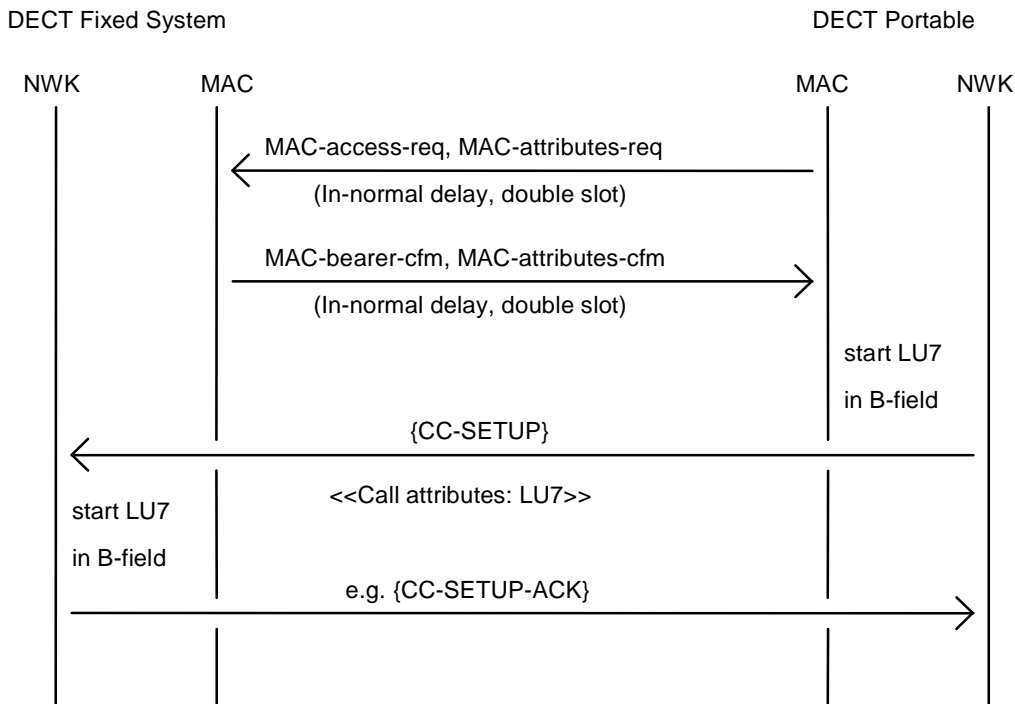 DECT Fixed System DECT Portable
NWK MAC MAC NWK
MAC-access-req, MAC-attributes-req
(In-normal delay, double slot)
MAC-bearer-cfm, MAC-attributes-cfm
(In-normal delay, double slot)
start LU7
in B-field
{CC-SETUP}
<<Call attributes: LU7>>
start LU7
in B-field
e.g. {CC-SETUP-ACK}